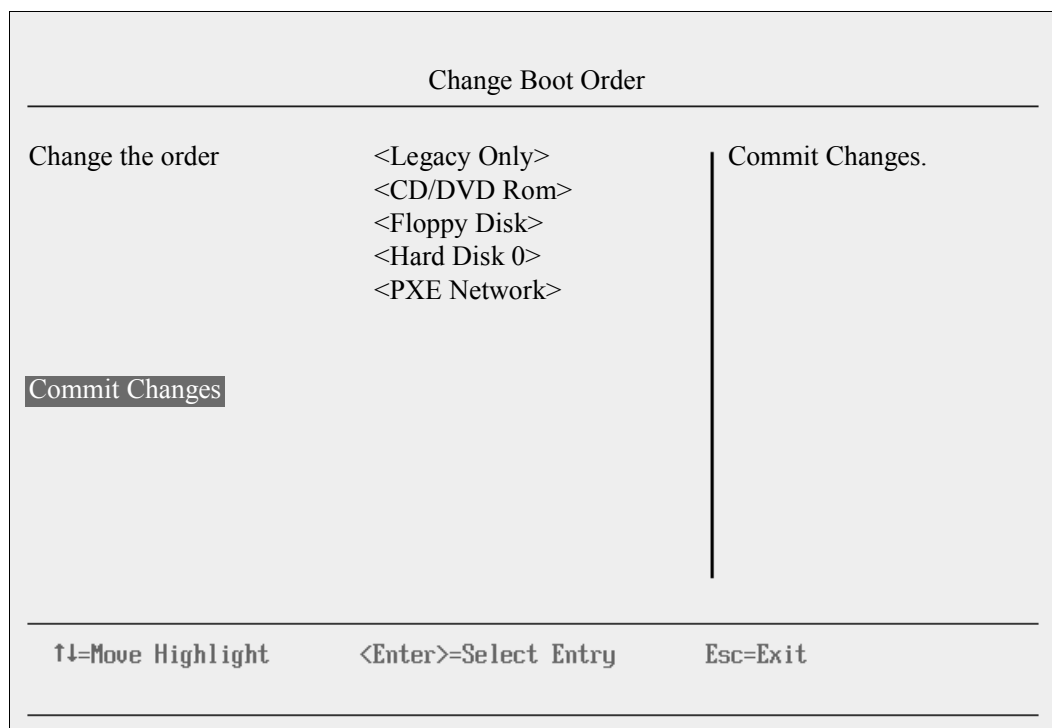 Change Boot Order
Change the order <Legacy Only> Commit Changes.
<CD/DVD Rom>
<Floppy Disk>
<Hard Disk 0>
<PXE Network>
Commit Changes
↑↓=Move Highlight <Enter>=Select Entry Esc=Exit